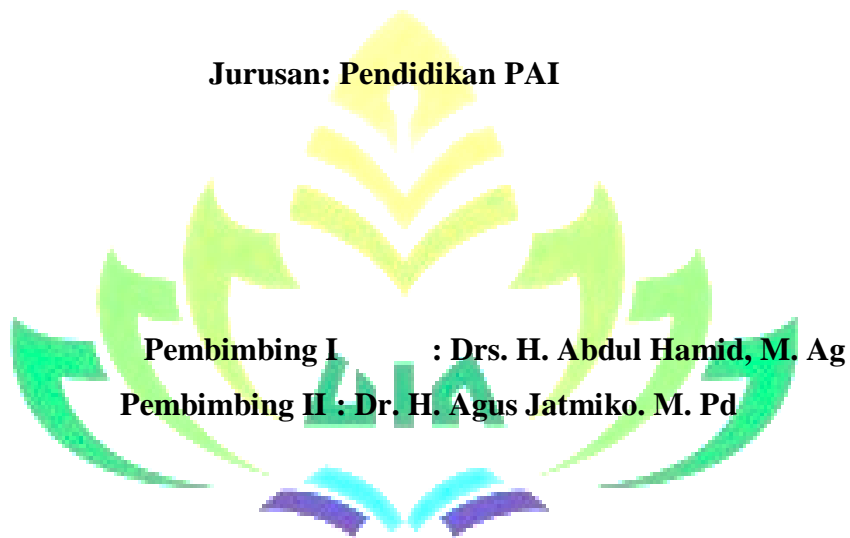 Jurusan: Pendidikan PAI
Pembimbing I : Drs. H. Abdul Hamid, M. Ag
Pembimbing II : Dr. H. Agus Jatmiko. M. Pd